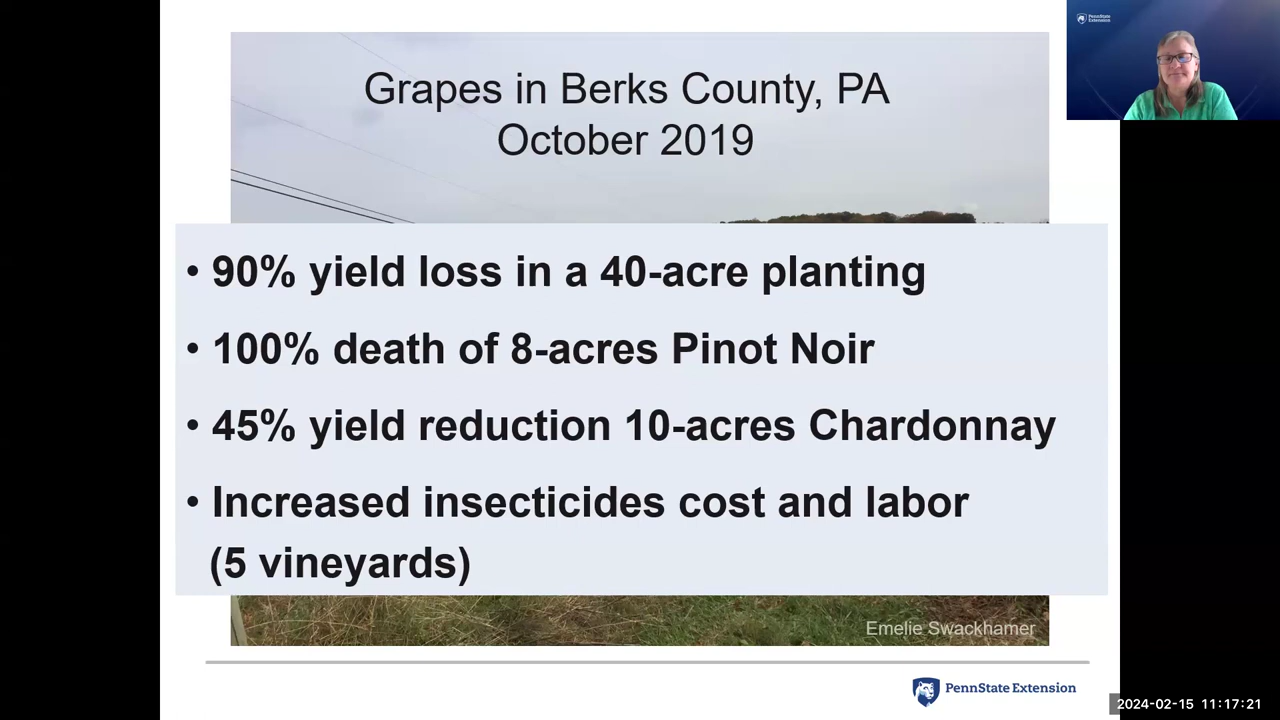 PennState
Extension
Grapes in Berks County, PA
October 2019
• 90% yield loss in a 40-acre planting
• 100% death of 8-acres Pinot Noir
• 45% yield reduction 10-acres Chardonnay
• Increased insecticides cost and labor
(5 vineyards)
Emelie Swackhamer
PennState Extension
2024-02-15 11:17:21